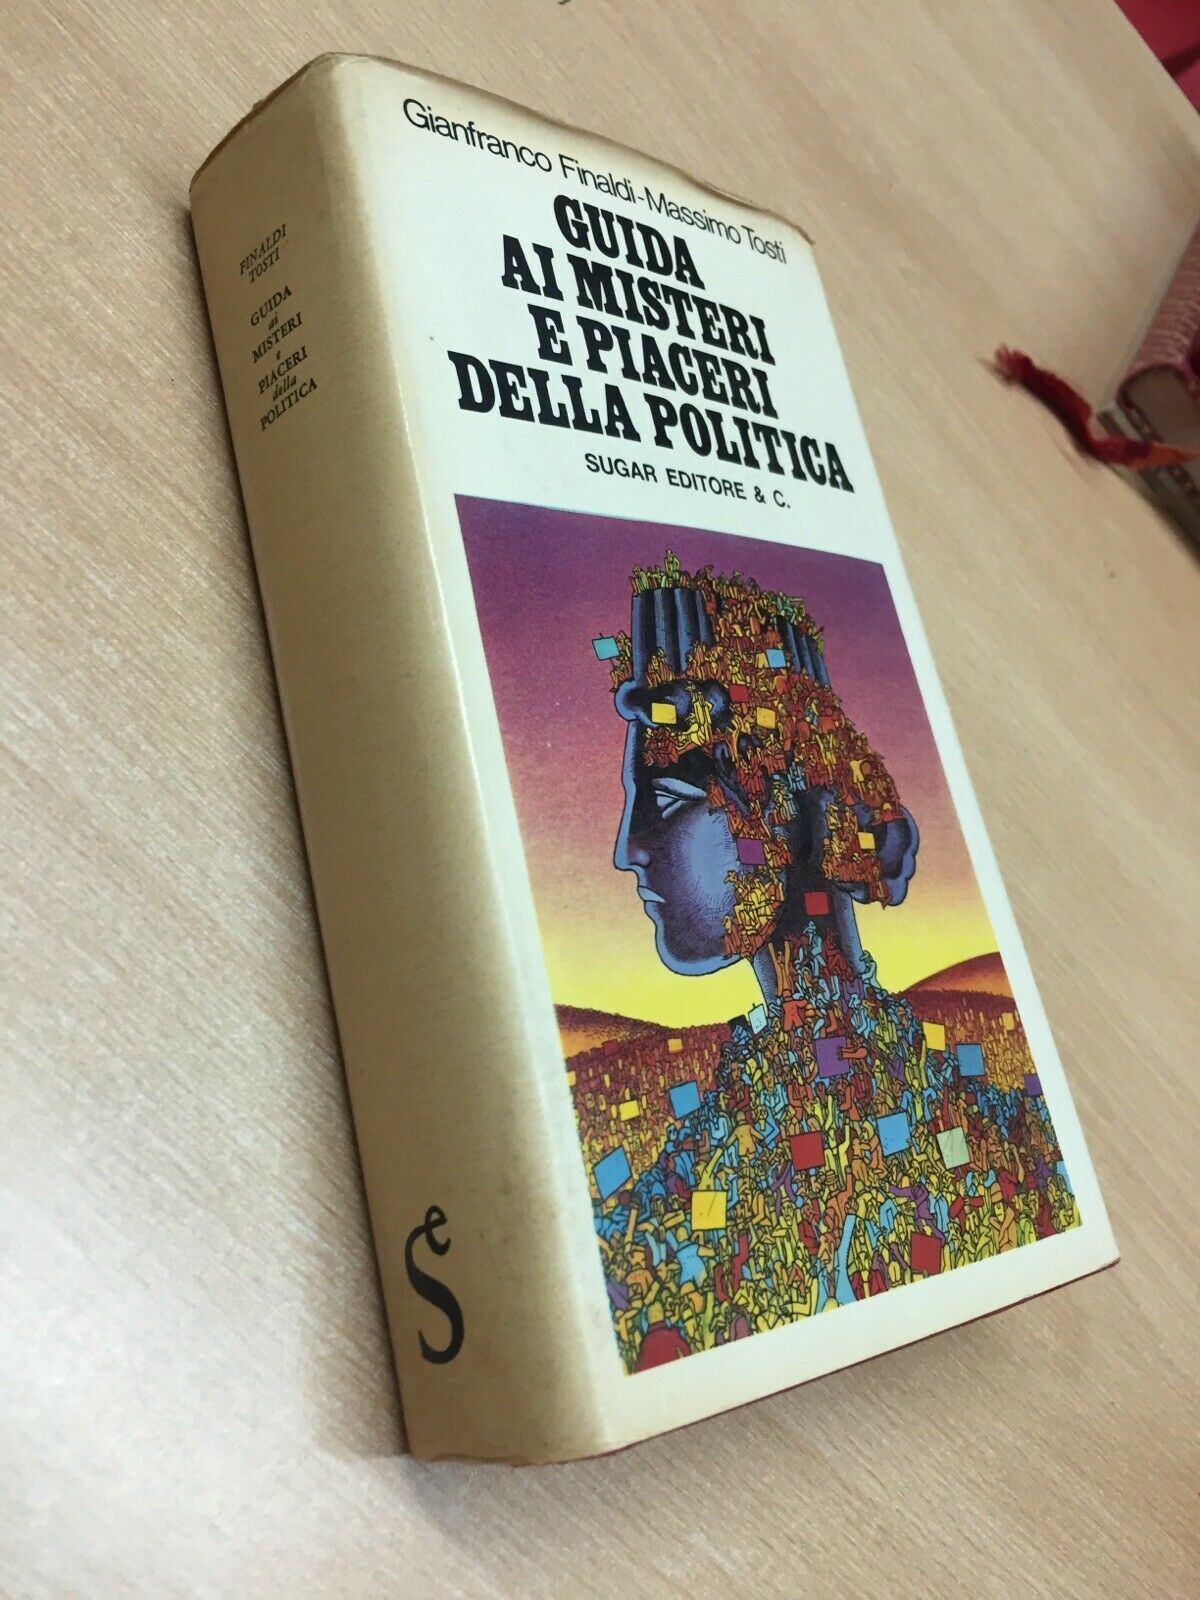 Gianfranco Finaldi-Massimo Tosti
GUIDA
AI MISTERI
E PIACERI
DELLA POLITICA
SUGAR EDITORE & C.
FINALDI
TOSTI
GUIDA
ai
MISTERI
e
PIACERI
della
POLITICA
Se